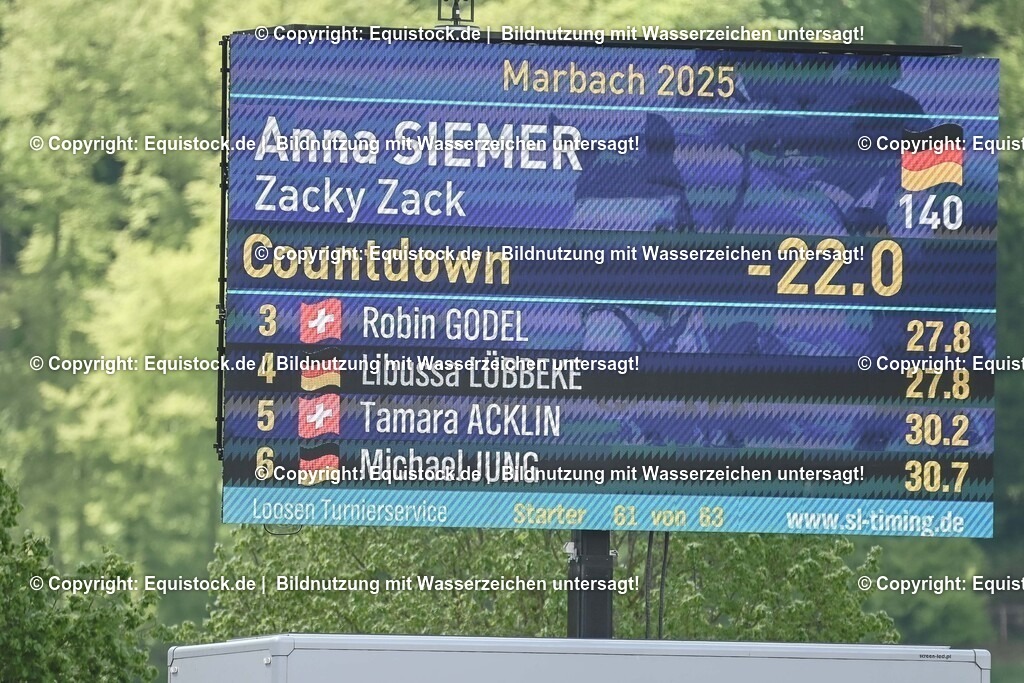 © Copyright: Equistock.de | Bildnutzung mit Wasserzeichen untersagt!
Marbach 2025
Anna SIEMER
© Copyright: Equistock.de | Bildnutzung mit Wasserzeichen untersagt!
© Copyright: Equist
Zacky Zack
140
Countdown -22.0
© Copyright: Equistock.de | Bildnutzung mit Wasserzeichen untersagt!
3 Robin GODEL 27.8
© Copyright: Equistock.de | Bildnutzung mit Wasserzeichen untersagt!
© Copyright: Equist
4 Libussa LÜBBEKE 27.8
5 Tamara ACKLIN 30.2
6 Michael JUNG 30.7
© Copyright: Equistock.de | Bildnutzung mit Wasserzeichen untersagt!
Loosen Turnierservice Starter 61 von 63 www.sl-timing.de
© Copyright: Equistock.de | Bildnutzung mit Wasserzeichen untersagt!
© Copyright: Equist
screen-led.pl